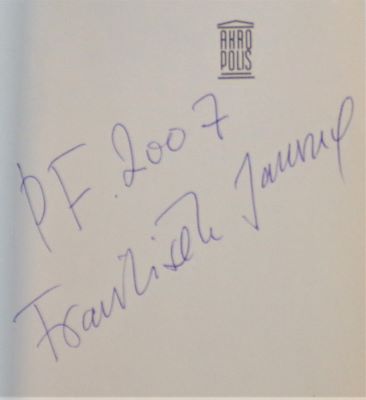 AKRO
POLIS
PF. 2007
František